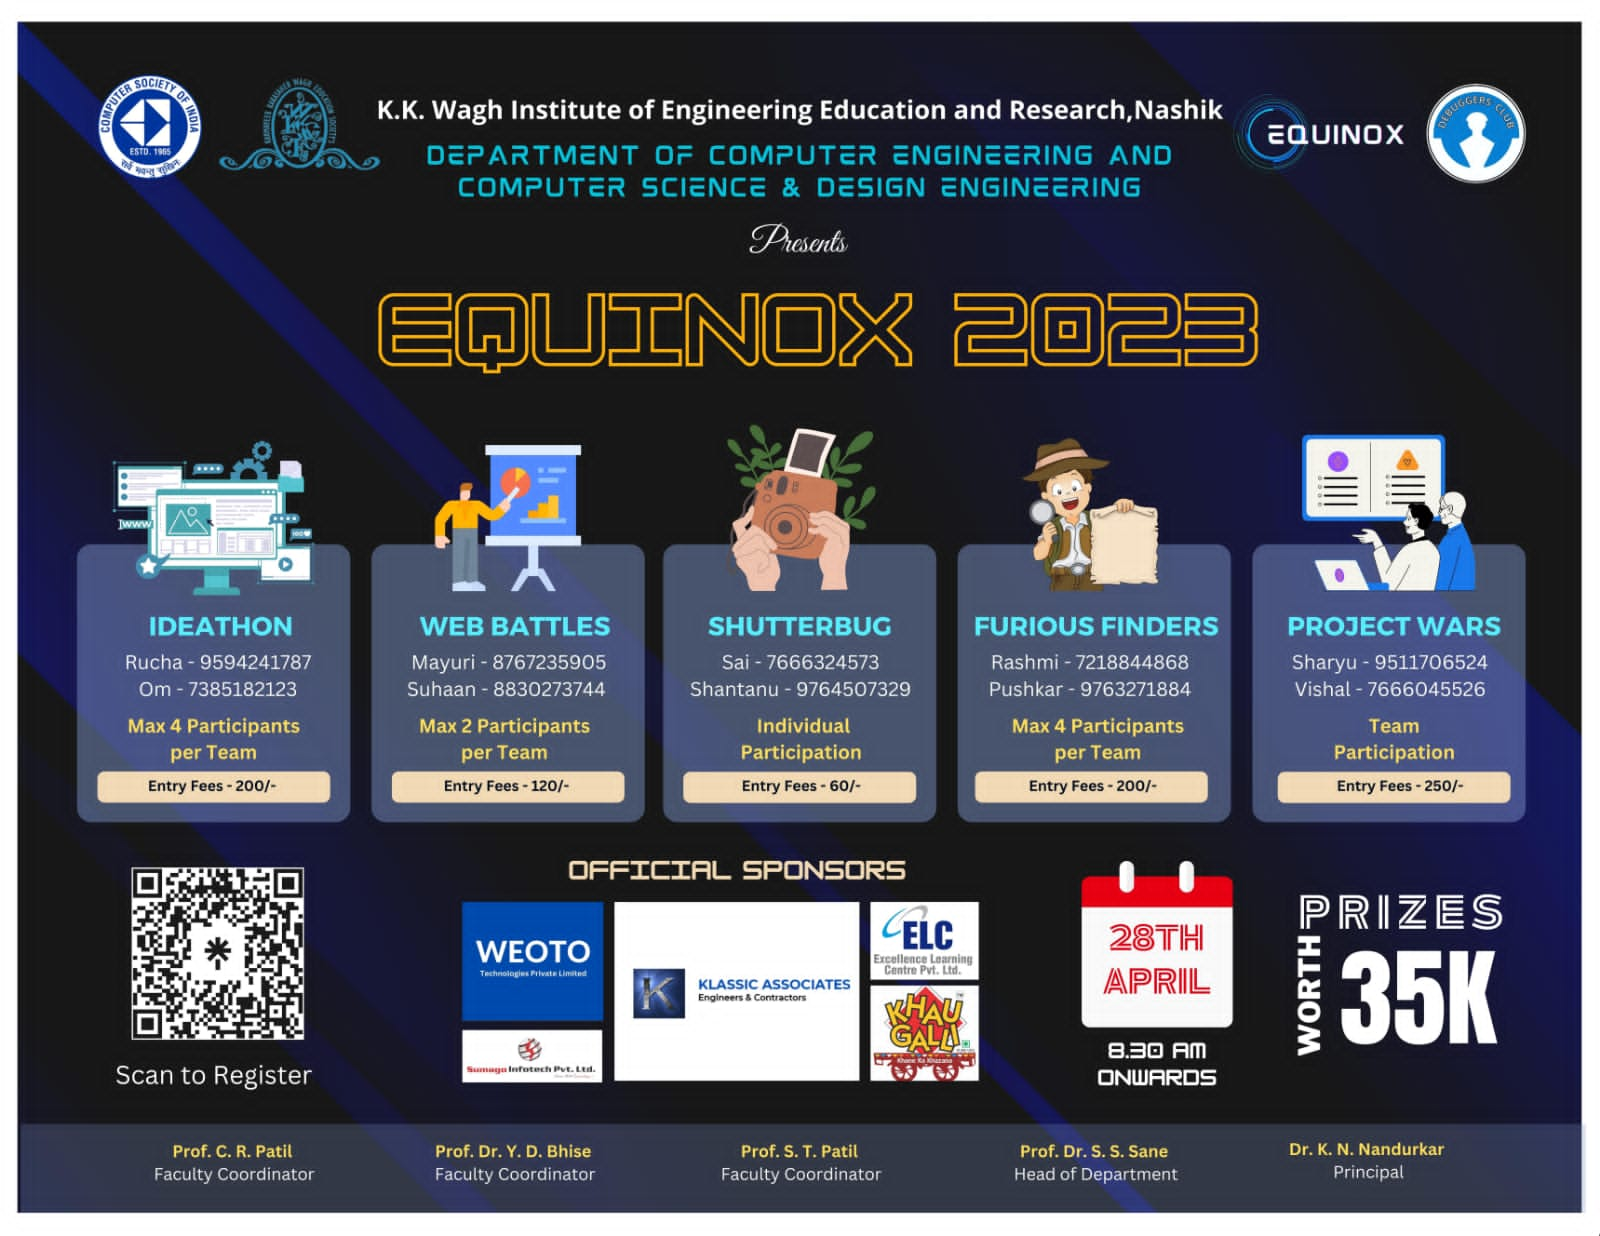 COMPUTER SOCIETY OF INDIA
ESTD. 1965
K.K. Wagh Institute of Engineering Education and Research,Nashik
DEPARTMENT OF COMPUTER ENGINEERING AND
COMPUTER SCIENCE & DESIGN ENGINEERING
EQUINOX
DEBUGGERS CLUB
Presents
EQUINOX 2023
WWW
IDEATHON
Rucha - 9594241787
Om - 7385182123
Max 4 Participants
per Team
Entry Fees - 200/-
WEB BATTLES
Mayuri - 8767235905
Suhaan - 8830273744
Max 2 Participants
per Team
Entry Fees - 120/-
SHUTTERBUG
Sai - 7666324573
Shantanu - 9764507329
Individual
Participation
Entry Fees - 60/-
FURIOUS FINDERS
Rashmi - 7218844868
Pushkar - 9763271884
Max 4 Participants
per Team
Entry Fees - 200/-
PROJECT WARS
Sharyu - 9511706524
Vishal - 7666045526
Team
Participation
Entry Fees - 250/-
Scan to Register
OFFICIAL SPONSORS
WEOTO
Technologies Private Limited
Sumago Infotech Pvt. Ltd.
KLASSIC ASSOCIATES
Engineers & Contractors
ELC
Excellence Learning
Centre Pvt. Ltd.
KHAU
GALLI
Khane Ka Khazana
28TH
APRIL
8.30 AM
ONWARDS
PRIZES
WORTH
35K
Prof. C. R. Patil
Faculty Coordinator
Prof. Dr. Y. D. Bhise
Faculty Coordinator
Prof. S. T. Patil
Faculty Coordinator
Prof. Dr. S. S. Sane
Head of Department
Dr. K. N. Nandurkar
Principal